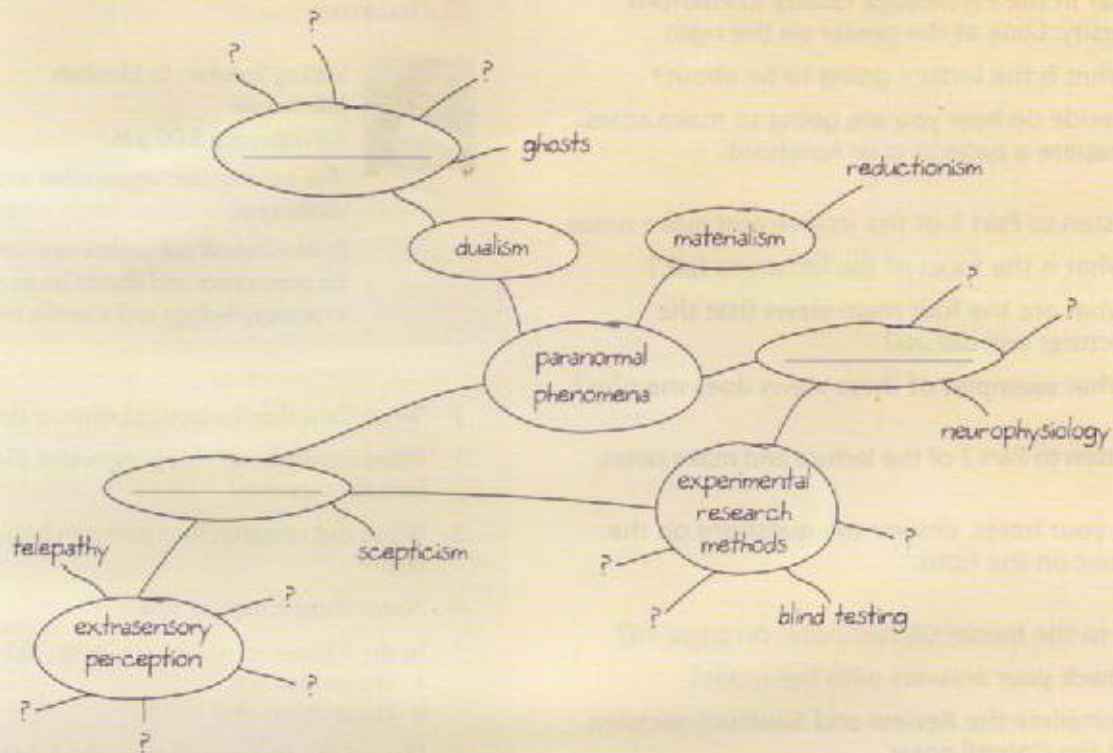 ?
?
?
ghosts
reductionism
dualism
materialism
?
?
paranormal
phenomena
neurophysiology
experimental
research
methods
telepathy
scepticism
?
?
?
blind testing
?
extrasensory
perception
?
?
?